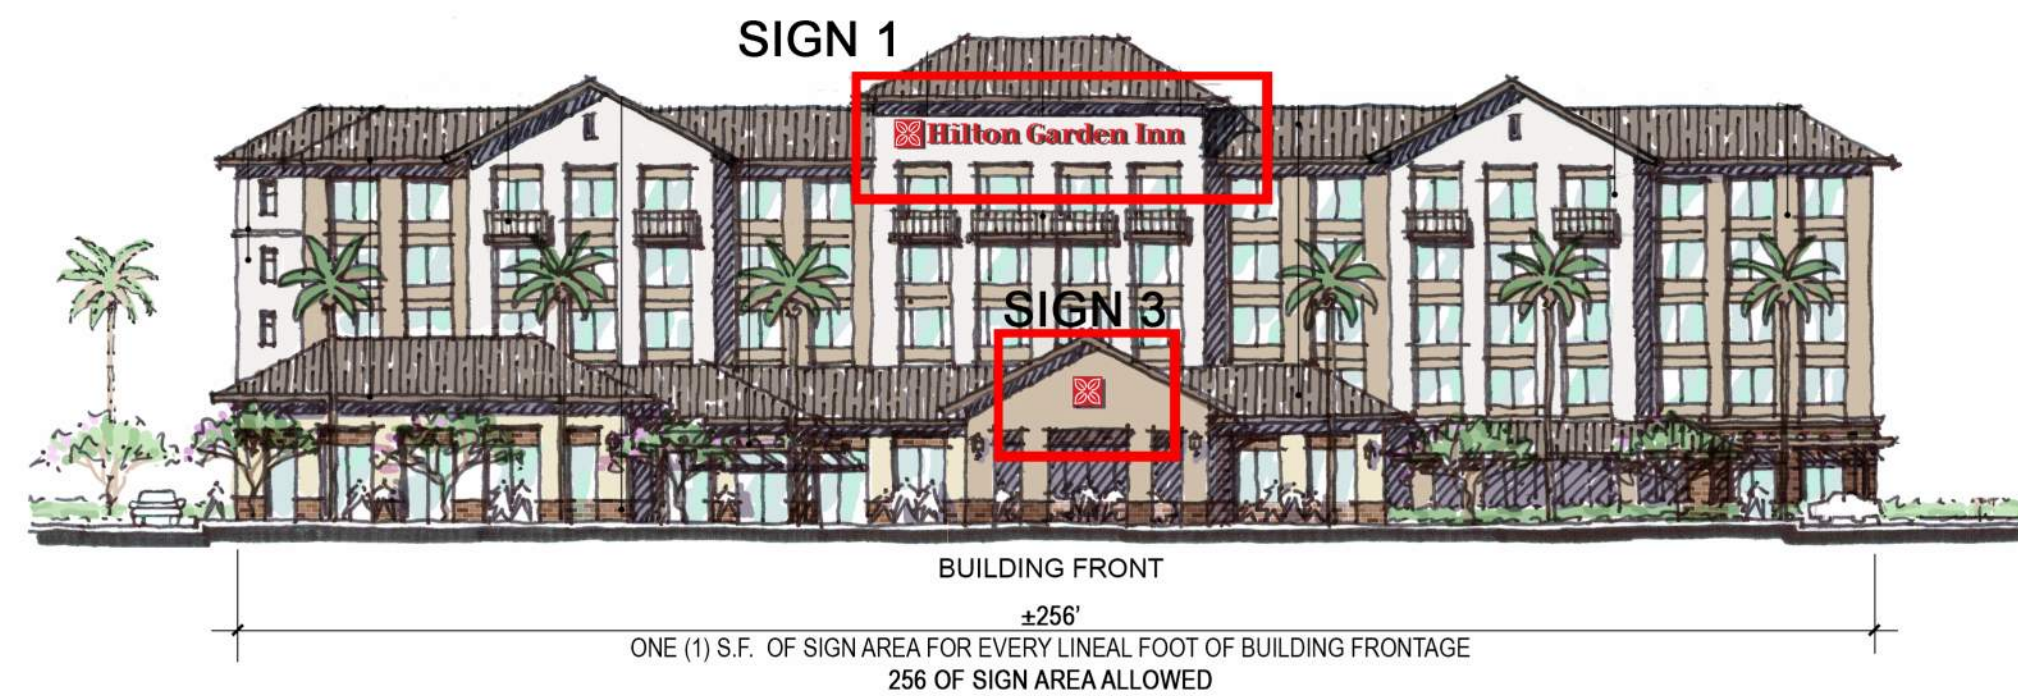 SIGN 1
Hilton Garden Inn
SIGN 3
BUILDING FRONT
±256'
ONE (1) S.F. OF SIGN AREA FOR EVERY LINEAL FOOT OF BUILDING FRONTAGE
256 OF SIGN AREA ALLOWED